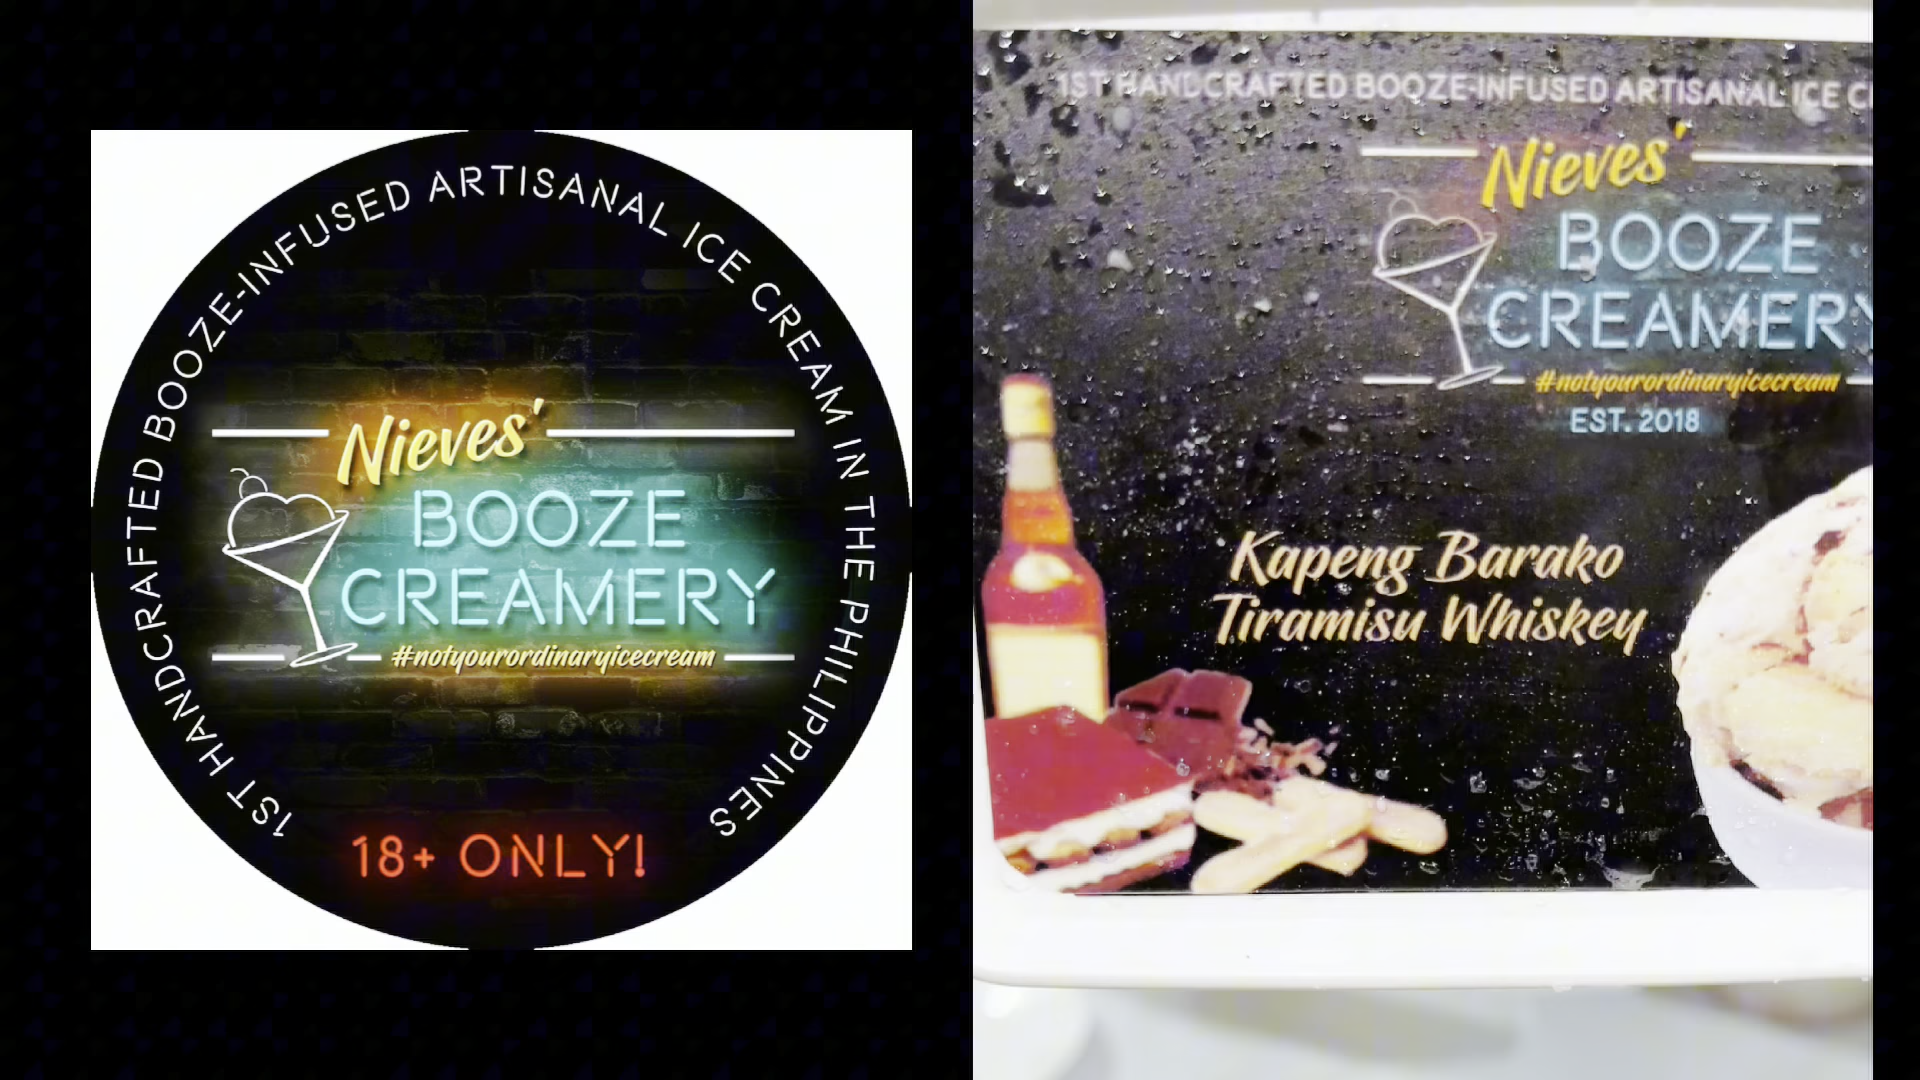 1ST HANDCRAFTED BOOZE-INFUSED ARTISANAL ICE CREAM IN THE PHILIPPINES
Nieves'
BOOZE
CREAMERY
#notyourordinaryicecream
18+ ONLY!
1ST HANDCRAFTED BOOZE-INFUSED ARTISANAL ICE C
Nieves'
BOOZE
CREAMERY
#notyourordinaryicecream
EST. 2018
Kapeng Barako
Tiramisu Whiskey